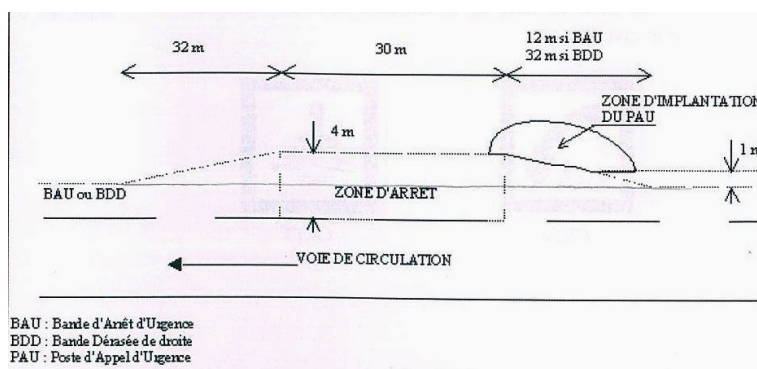 32 m
30 m
12 m si BAU
32 m si BDD
ZONE D'IMPLANTATION
DU PAU
4 m
1 m
BAU ou BDD
ZONE D'ARRET
VOIE DE CIRCULATION
BAU : Bande d'Arrêt d'Urgence
BDD : Bande Dérasée de droite
PAU : Poste d'Appel d'Urgence